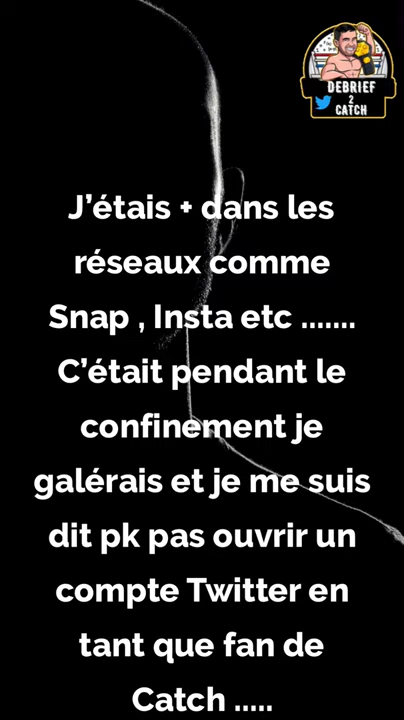 DEBRIEF
2
CATCH
J’étais + dans les
réseaux comme
Snap , Insta etc .......
C’était pendant le
confinement je
galérais et je me suis
dit pk pas ouvrir un
compte Twitter en
tant que fan de
Catch .....